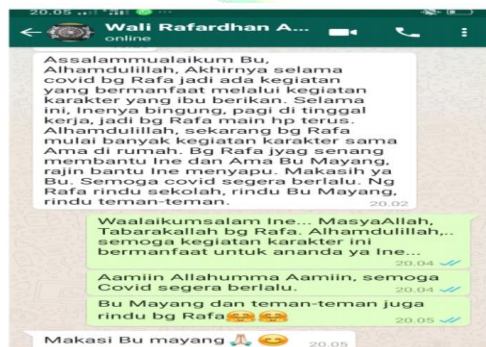 20.05
Wali Rafardhan A...
online
Assalammualaikum Bu,
Alhamdulillah, Akhirnya selama
covid bg Rafa jadi ada kegiatan
yang bermanfaat melalui kegiatan
karakter yang ibu berikan. Selama
ini, Inenya bingung, pagi di tinggal
kerja, jadi bg Rafa main hp terus.
Alhamdulillah, sekarang bg Rafa
mulai banyak kegiatan karakter sama
Ama di rumah. Bg Rafa jyag senang
membantu Ine dan Ama Bu Mayang,
rajin bantu Ine menyapu. Makasih ya
Bu. Semoga covid segera berlalu. Ng
Rafa rindu sekolah, rindu Bu Mayang,
rindu teman-teman.
20.02
Waalaikumsalam Ine... MasyaAllah,
Tabarakallah bg Rafa. Alhamdulillah,..
semoga kegiatan karakter ini
bermanfaat untuk ananda ya Ine...
20.04
Aamiin Allahumma Aamiin, semoga
Covid segera berlalu.
20.04
Bu Mayang dan teman-teman juga
rindu bg Rafa🤗🤗
20.05
Makasi Bu mayang 🙏😊
20.05